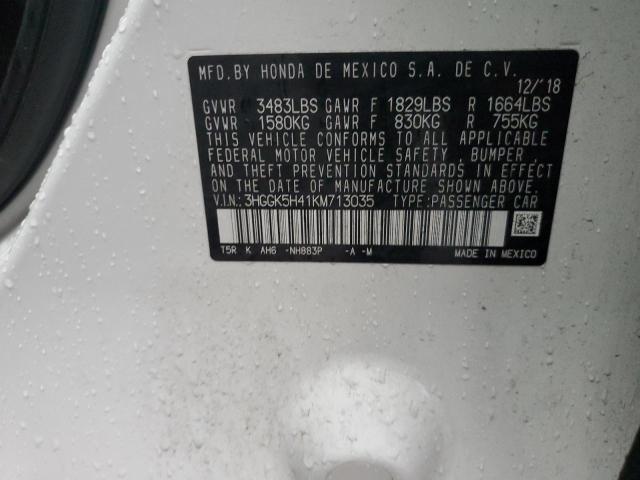 MFD.BY HONDA DE MEXICO S.A. DE C.V.
12/'18
GVWR 3483LBS GAWR F 1829LBS R 1664LBS
GVWR 1580KG GAWR F 830KG R 755KG
THIS VEHICLE CONFORMS TO ALL APPLICABLE
FEDERAL MOTOR VEHICLE SAFETY, BUMPER,
AND THEFT PREVENTION STANDARDS IN EFFECT
ON THE DATE OF MANUFACTURE SHOWN ABOVE.
V.I.N.: 3HGGK5H41KM713035 TYPE:PASSENGER CAR
T5R K AH6 -NH883P -A -M MADE IN MEXICO